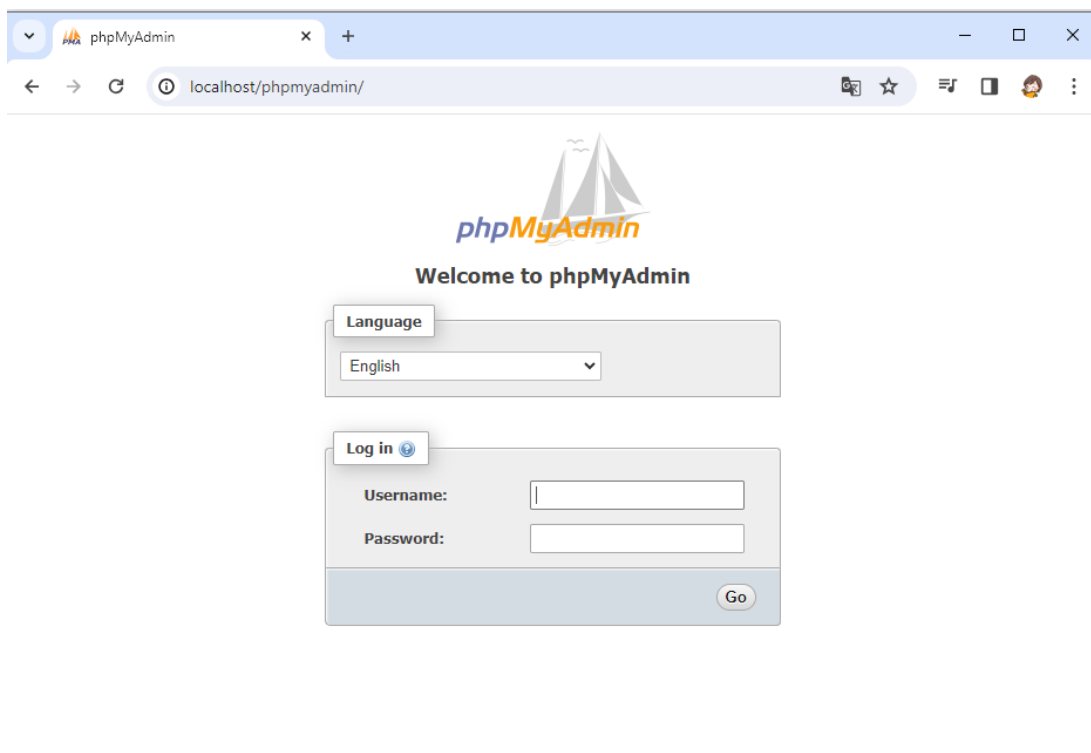 phpMyAdmin
localhost/phpmyadmin/
phpMyAdmin
Welcome to phpMyAdmin
Language
English
Log in
Username:
Password:
Go